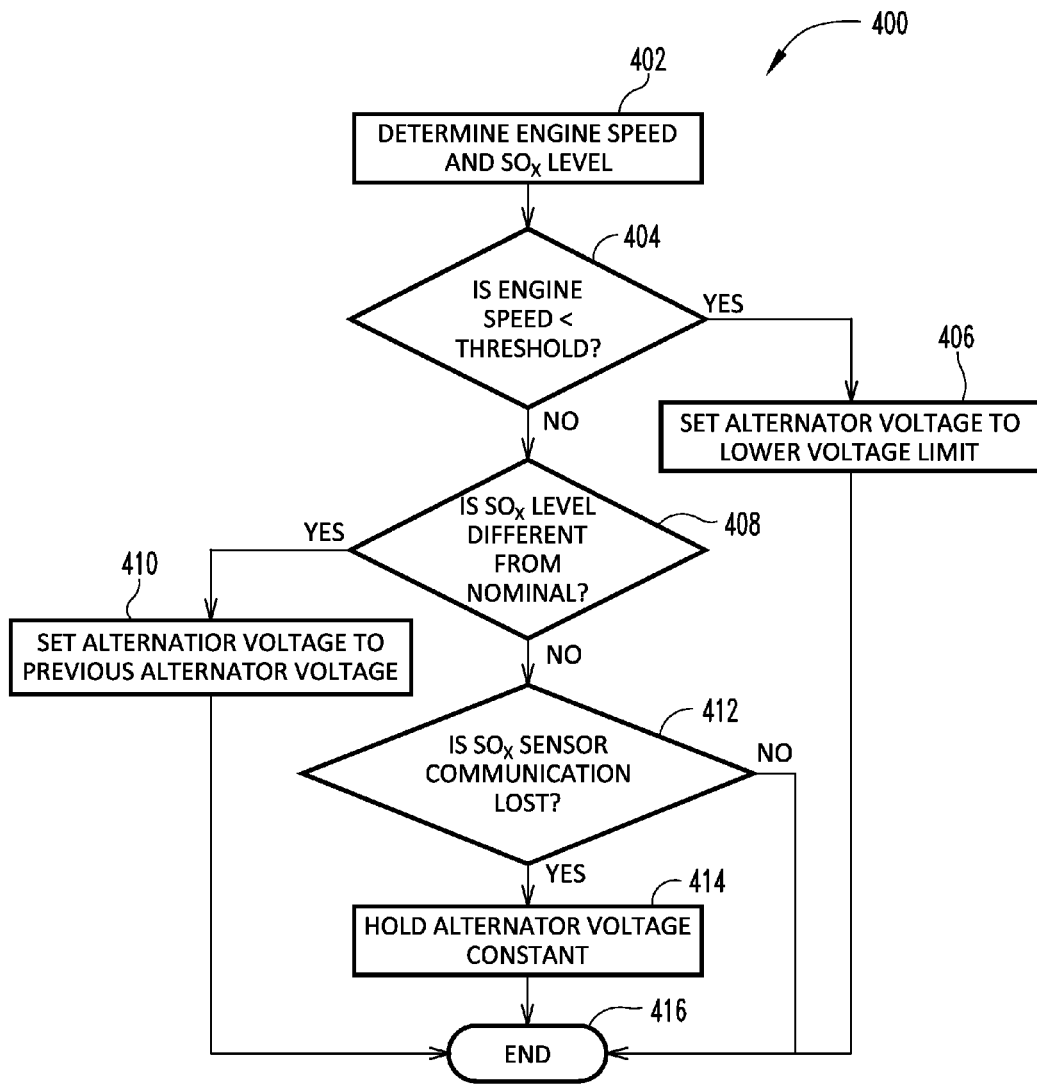 400
402
DETERMINE ENGINE SPEED
AND SOX LEVEL
404
IS ENGINE
SPEED <
THRESHOLD?
YES
406
SET ALTERNATOR VOLTAGE TO
LOWER VOLTAGE LIMIT
NO
IS SOX LEVEL
DIFFERENT
FROM
NOMINAL?
408
YES
410
SET ALTERNATIOR VOLTAGE TO
PREVIOUS ALTERNATOR VOLTAGE
NO
412
IS SOX SENSOR
COMMUNICATION
LOST?
NO
YES
414
HOLD ALTERNATOR VOLTAGE
CONSTANT
416
END